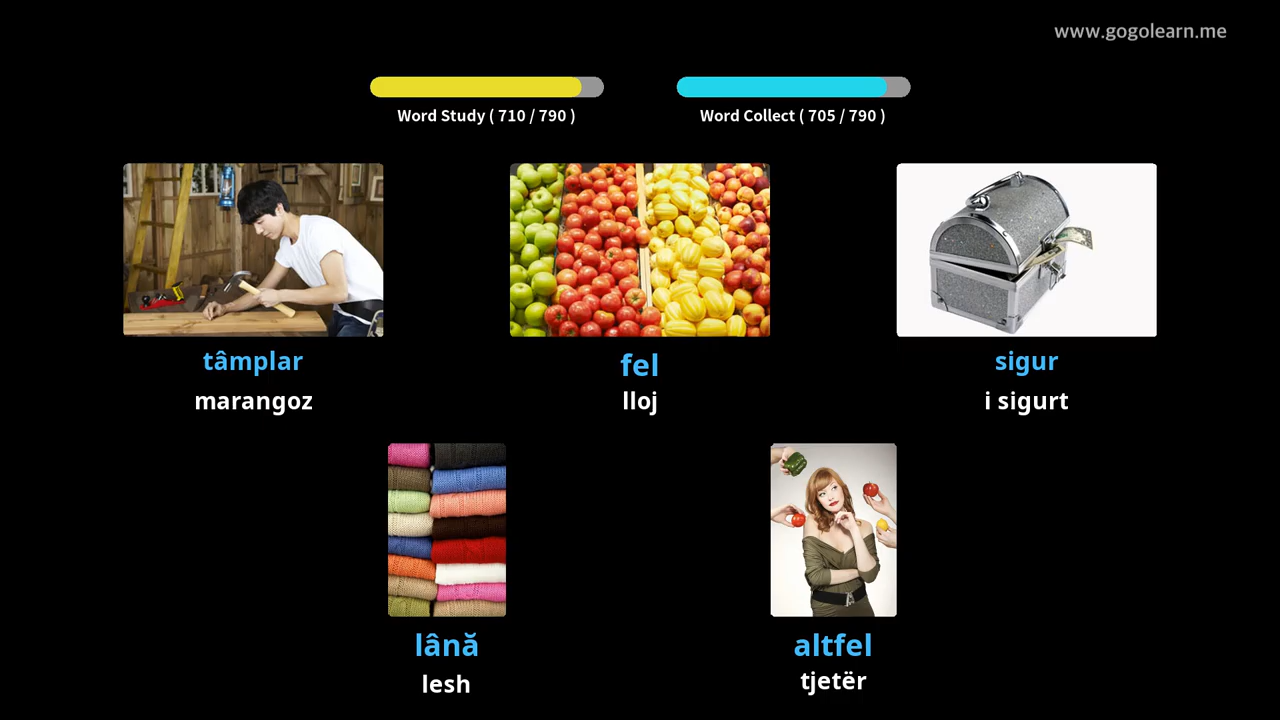 www.gogolearn.me
Word Study ( 710 / 790 )
Word Collect ( 705 / 790 )
tâmplar
marangoz
fel
lloj
sigur
i sigurt
lână
lesh
altfel
tjetër